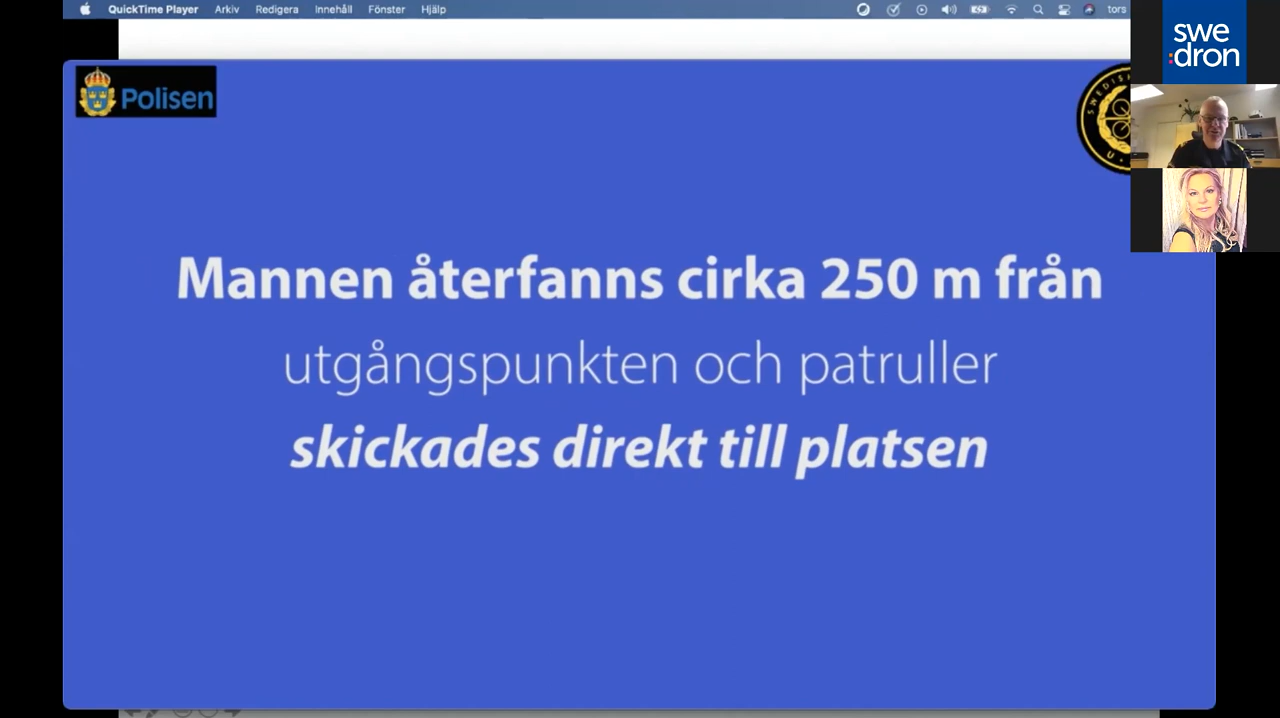 QuickTime Player Arkiv Redigera Innehåll Fönster Hjälp tors
swe
:dron
Polisen
SWEDISH
U.
Mannen återfanns cirka 250 m från
utgångspunkten och patruller
skickades direkt till platsen